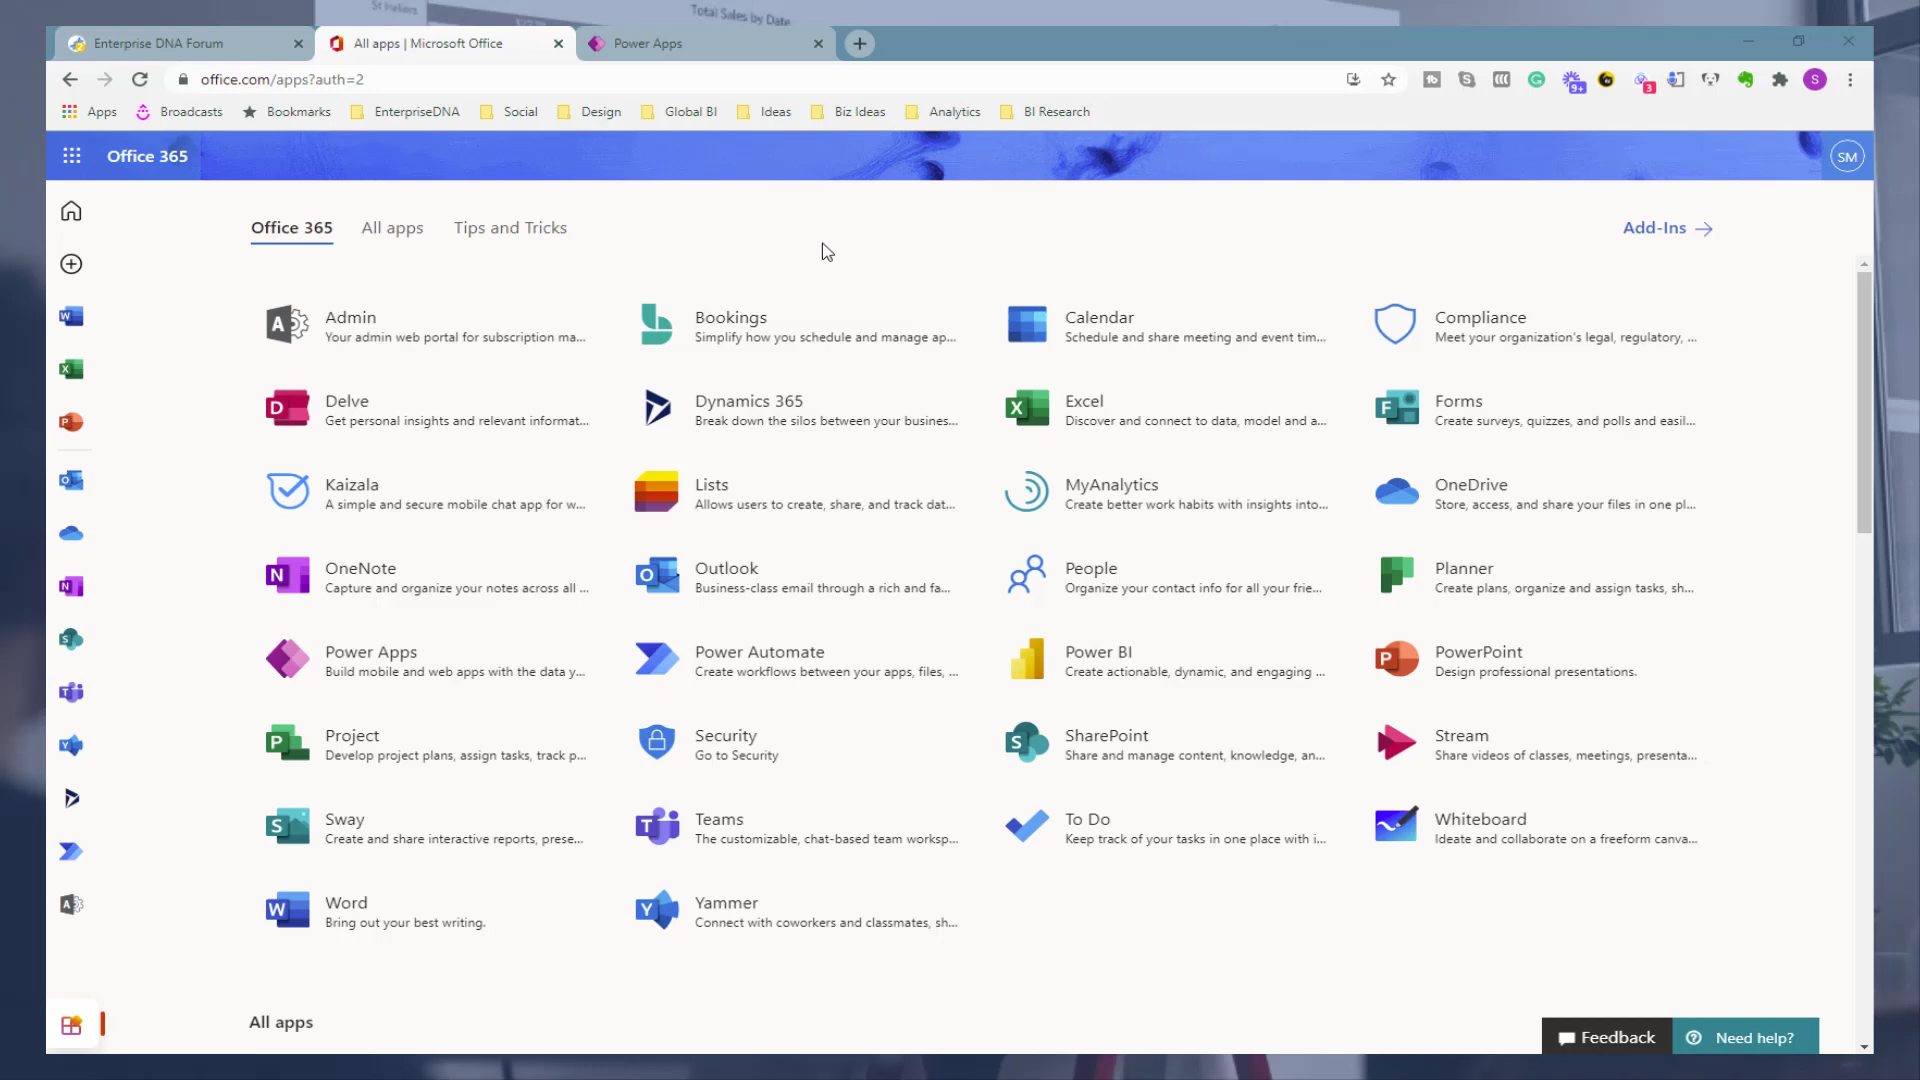 St Peters
Total Sales by Date
Enterprise DNA Forum
All apps | Microsoft Office
Power Apps
office.com/apps?auth=2
9+
3
S
Apps
Broadcasts
Bookmarks
EnterpriseDNA
Social
Design
Global BI
Ideas
Biz Ideas
Analytics
BI Research
Office 365
SM
Office 365
All apps
Tips and Tricks
Add-Ins
Admin
Your admin web portal for subscription ma...
Bookings
Simplify how you schedule and manage ap...
Calendar
Schedule and share meeting and event tim...
Compliance
Meet your organization's legal, regulatory, ...
Delve
Get personal insights and relevant informat...
Dynamics 365
Break down the silos between your busines...
Excel
Discover and connect to data, model and a...
Forms
Create surveys, quizzes, and polls and easil...
Kaizala
A simple and secure mobile chat app for w...
Lists
Allows users to create, share, and track dat...
MyAnalytics
Create better work habits with insights into...
OneDrive
Store, access, and share your files in one pl...
OneNote
Capture and organize your notes across all ...
Outlook
Business-class email through a rich and fa...
People
Organize your contact info for all your frie...
Planner
Create plans, organize and assign tasks, sh...
Power Apps
Build mobile and web apps with the data y...
Power Automate
Create workflows between your apps, files, ...
Power BI
Create actionable, dynamic, and engaging ...
PowerPoint
Design professional presentations.
Project
Develop project plans, assign tasks, track p...
Security
Go to Security
SharePoint
Share and manage content, knowledge, an...
Stream
Share videos of classes, meetings, presenta...
Sway
Create and share interactive reports, prese...
Teams
The customizable, chat-based team worksp...
To Do
Keep track of your tasks in one place with i...
Whiteboard
Ideate and collaborate on a freeform canva...
Word
Bring out your best writing.
Yammer
Connect with coworkers and classmates, sh...
All apps
Feedback
Need help?